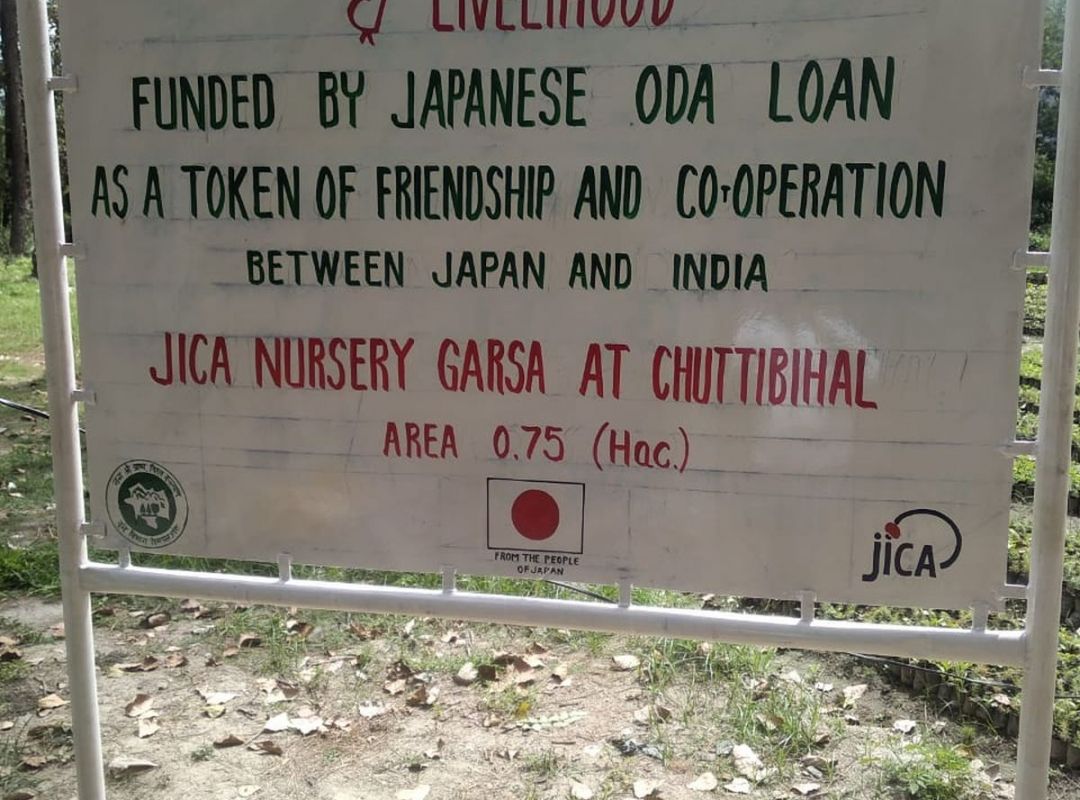 & LIVELIHOOD
FUNDED BY JAPANESE ODA LOAN
AS A TOKEN OF FRIENDSHIP AND CO-OPERATION
BETWEEN JAPAN AND INDIA
JICA NURSERY GARSA AT CHUTTIBIHAL
AREA 0.75 (Hac.)
FROM THE PEOPLE
OF JAPAN
JICA